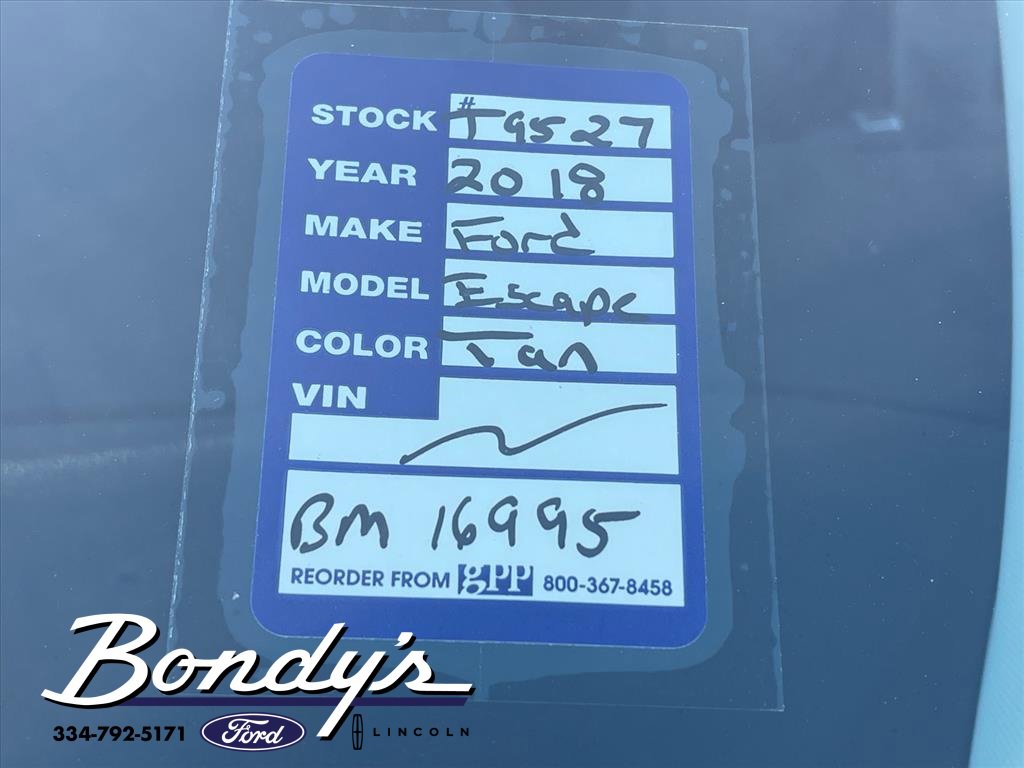 STOCK # T9527
YEAR 2018
MAKE Ford
MODEL Escape
COLOR Tan
VIN
BM 16995
REORDER FROM gPP 800-367-8458
Bondy's
334-792-5171 Ford LINCOLN